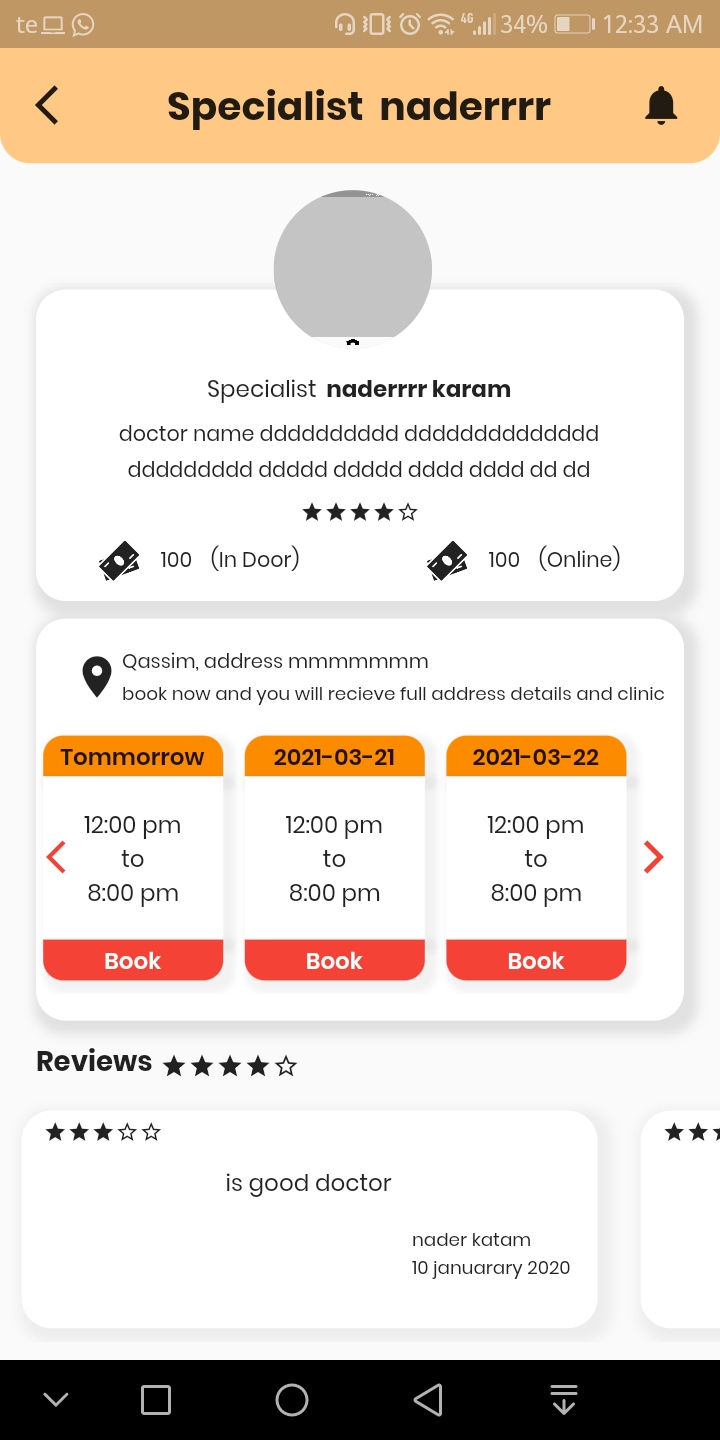 te 4G 34% 12:33 AM
Specialist naderrrr
Specialist naderrrr karam
doctor name dddddddddd dddddddddddddd
ddddddddd ddddd ddddd dddd dddd dd dd
100 (In Door) 100 (Online)
Qassim, address mmmmmmm
book now and you will recieve full address details and clinic
Tommorrow 2021-03-21 2021-03-22
12:00 pm 12:00 pm 12:00 pm
to to to
8:00 pm 8:00 pm 8:00 pm
Book Book Book
Reviews
is good doctor
nader katam
10 januarary 2020